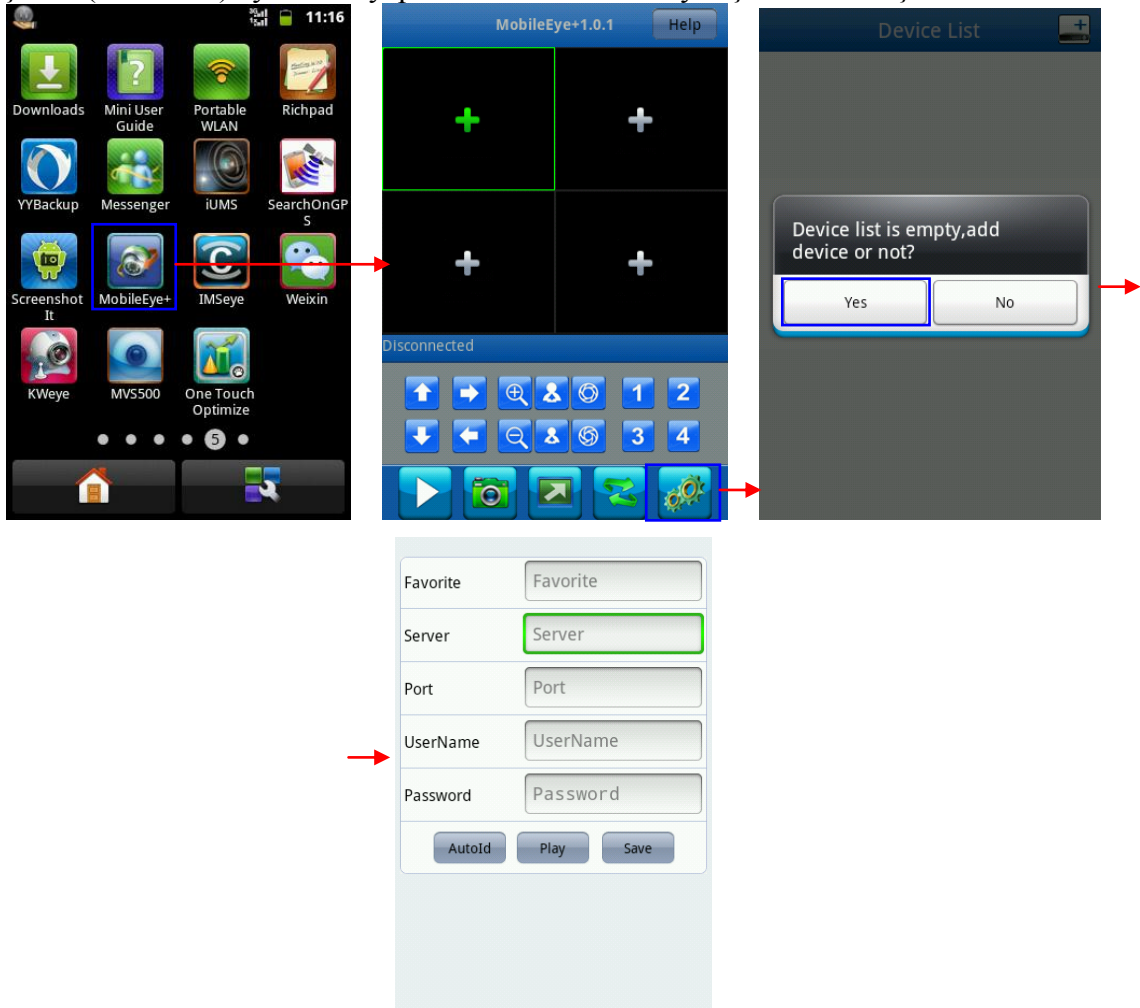 11:16
Downloads
Mini User
Guide
Portable
WLAN
Richpad
YYBackup
Messenger
iUMS
SearchOnGP
S
Screenshot
It
MobileEye+
IMSeye
Weixin
KWeye
MVS500
One Touch
Optimize
5
MobileEye+1.0.1
Help
Disconnected
1
2
3
4
Device List
Device list is empty,add
device or not?
Yes
No
Favorite
Favorite
Server
Server
Port
Port
UserName
UserName
Password
Password
AutoId
Play
Save